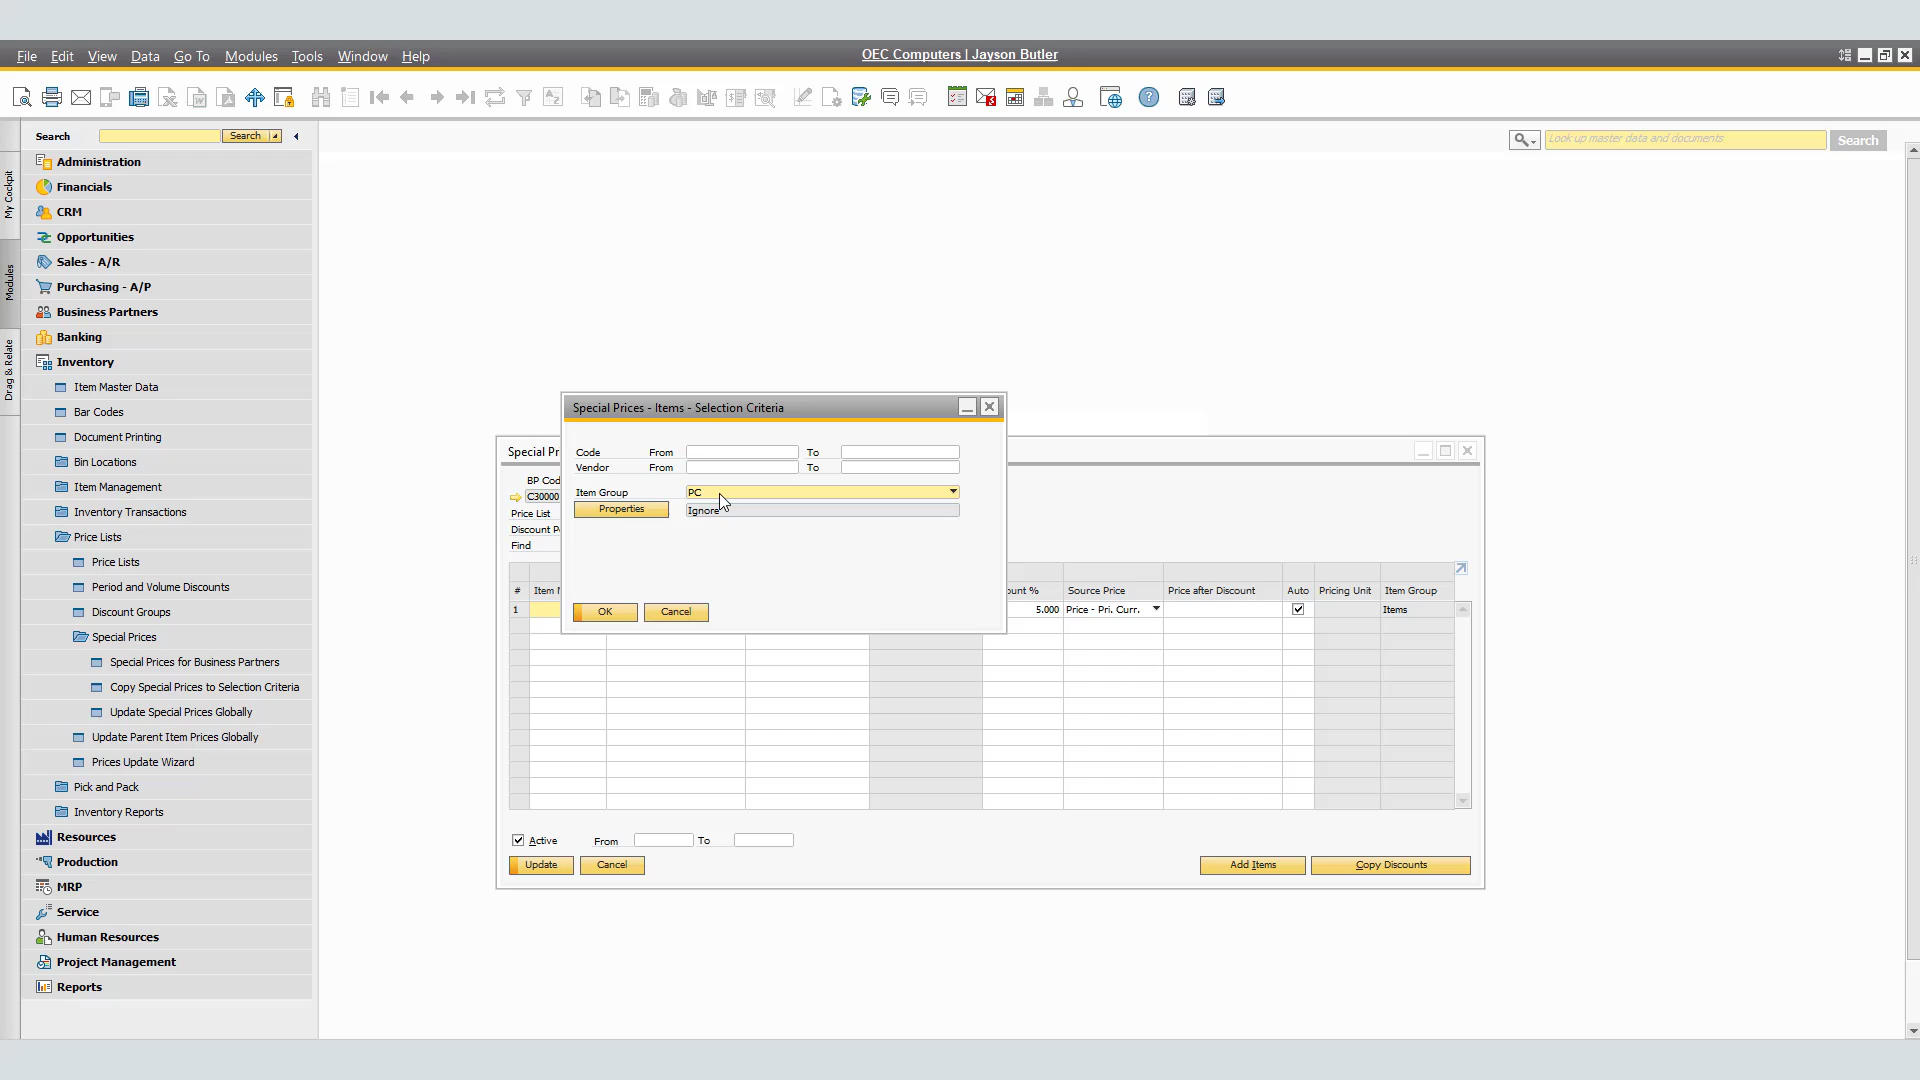 File Edit View Data Go To Modules Tools Window Help
OEC Computers | Jayson Butler
Search Search
Look up master data and documents Search
My Cockpit
Modules
Drag & Relate
Administration
Financials
CRM
Opportunities
Sales - A/R
Purchasing - A/P
Business Partners
Banking
Inventory
Item Master Data
Bar Codes
Document Printing
Bin Locations
Item Management
Inventory Transactions
Price Lists
Price Lists
Period and Volume Discounts
Discount Groups
Special Prices
Special Prices for Business Partners
Copy Special Prices to Selection Criteria
Update Special Prices Globally
Update Parent Item Prices Globally
Prices Update Wizard
Pick and Pack
Inventory Reports
Resources
Production
MRP
Service
Human Resources
Project Management
Reports
Special Prices - Items - Selection Criteria
Code From To
Vendor From To
Item Group PC
Properties Ignore
OK Cancel
Special Pr
BP Cod
C30000
Price List
Discount Pe
Find
# Item N ount % Source Price Price after Discount Auto Pricing Unit Item Group
1 5.000 Price - Pri. Curr. Items
Active From To
Update Cancel Add Items Copy Discounts